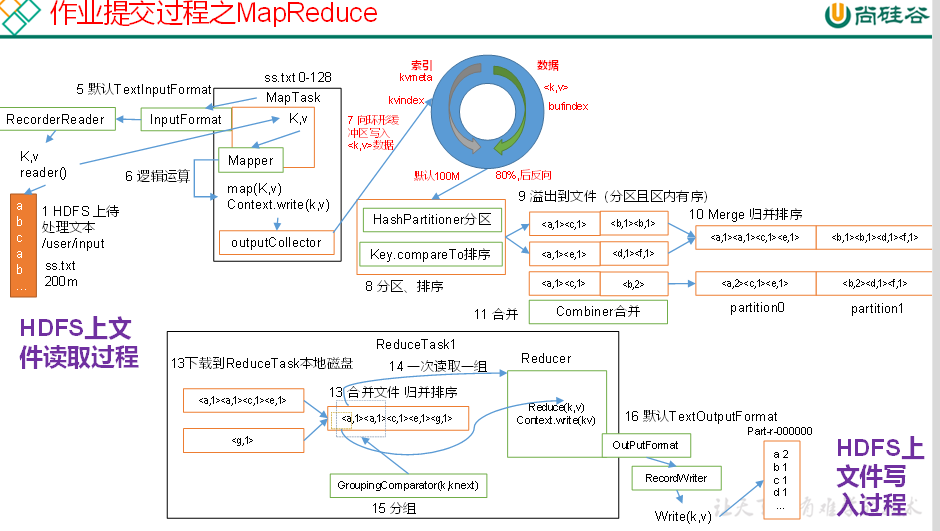 作业提交过程之MapReduce
尚硅谷
ss.txt 0-128
5 默认TextInputFormat
MapTask
RecorderReader
InputFormat
K,v
K,v
reader()
Mapper
6 逻辑运算
map(K,v)
Context.write(k,v)
outputCollector
1 HDFS 上待
处理文本
/user/input
ss.txt
200m
a
b
c
a
b
...
7 向环形缓
冲区写入
<k,v>数据
索引
kvmeta
kvindex
数据
<k,v>
bufindex
默认100M
80%,后反向
HashPartitioner分区
Key.compareTo排序
8 分区、排序
9 溢出到文件（分区且区内有序）
<a,1><c,1>
<b,1><b,1>
<a,1><e,1>
<d,1><f,1>
<a,1><c,1>
<b,2>
10 Merge 归并排序
<a,1><a,1><c,1><e,1>
<b,1><b,1><d,1><f,1>
<a,2><c,1><e,1>
<b,2><d,1><f,1>
11 合并
Combiner合并
partition0
partition1
HDFS上文
件读取过程
ReduceTask1
13下载到ReduceTask本地磁盘
14 一次读取一组
Reducer
<a,1><a,1><c,1><e,1>
<g,1>
13 合并文件 归并排序
<a,1><a,1><c,1><e,1><g,1>
Reduce(k,v)
Context.write(kv)
GroupingComparator(k,knext)
15 分组
16 默认TextOutputFormat
OutPutFormat
RecordWriter
Write(k,v)
Part-r-000000
a 2
b 1
c 1
d 1
...
HDFS上
文件写
入过程